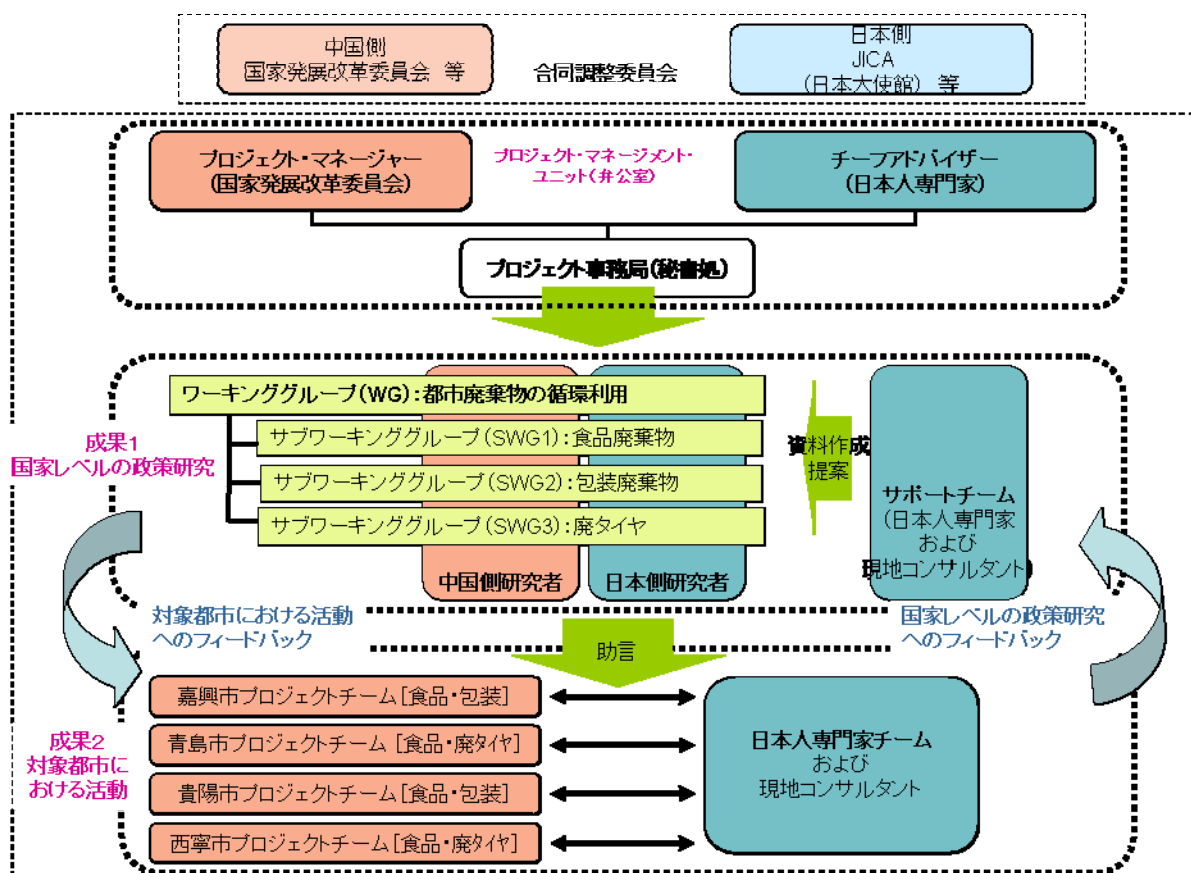 中国側
国家発展改革委員会 等
合同調整委員会
日本側
JICA
(日本大使館) 等
プロジェクト・マネージャー
(国家発展改革委員会)
プロジェクト・マネージメント・
ユニット(弁公室)
チーフアドバイザー
(日本人専門家)
プロジェクト事務局(秘書処)
成果1
国家レベルの政策研究
ワーキンググループ(WG):都市廃棄物の循環利用
サブワーキンググループ(SWG1):食品廃棄物
サブワーキンググループ(SWG2):包装廃棄物
サブワーキンググループ(SWG3):廃タイヤ
中国側研究者
日本側研究者
資料作成
提案
サポートチーム
(日本人専門家
および
現地コンサルタント)
対象都市における活動
へのフィードバック
国家レベルの政策研究
へのフィードバック
助言
成果2
対象都市に
おける活動
嘉興市プロジェクトチーム[食品・包装]
青島市プロジェクトチーム [食品・廃タイヤ]
貴陽市プロジェクトチーム[食品・包装]
西寧市プロジェクトチーム[食品・廃タイヤ]
日本人専門家チーム
および
現地コンサルタント